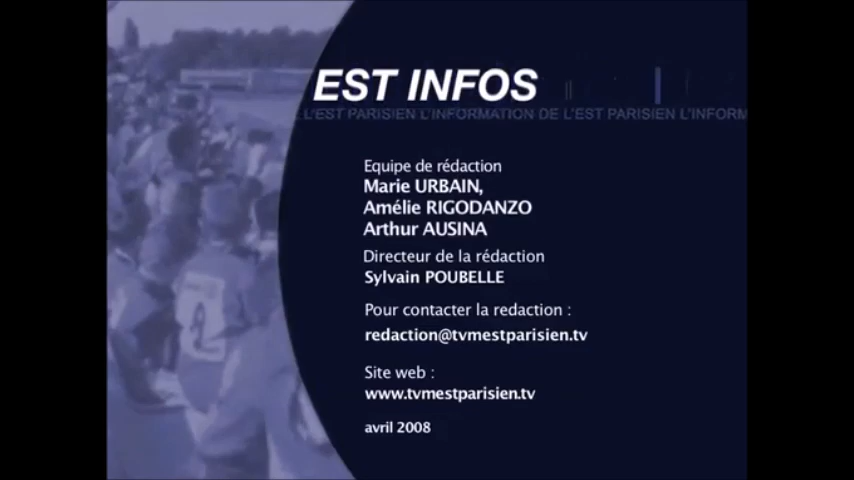 EST INFOS
L'EST PARISIEN L'INFORMATION DE L'EST PARISIEN L'INFORM
Equipe de rédaction
Marie URBAIN,
Amélie RIGODANZO
Arthur AUSINA
Directeur de la rédaction
Sylvain POUBELLE
Pour contacter la redaction :
redaction@tvmestparisien.tv
Site web :
www.tvmestparisien.tv
avril 2008